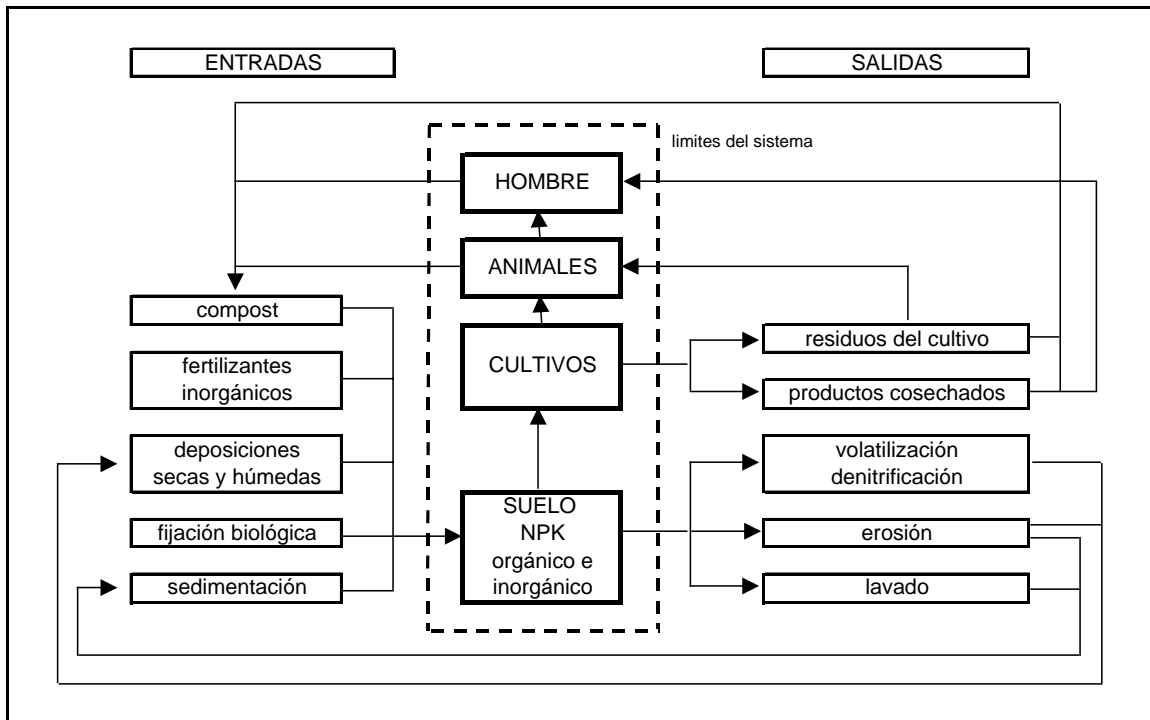 ENTRADAS
SALIDAS
limites del sistema
HOMBRE
ANIMALES
compost
CULTIVOS
residuos del cultivo
fertilizantes
inorgánicos
productos cosechados
deposiciones
secas y húmedas
volatilización
denitrificación
SUELO
NPK
orgánico e
inorgánico
fijación biológica
erosión
sedimentación
lavado